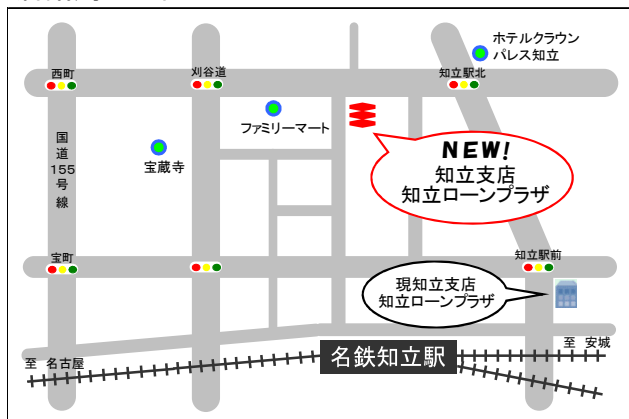 ホテルクラウン
パレス知立
西町
刈谷道
知立駅北
ファミリーマート
国道155号線
宝蔵寺
NEW!
知立支店
知立ローンプラザ
宝町
知立駅前
現知立支店
知立ローンプラザ
至 安城
名鉄知立駅
至 名古屋